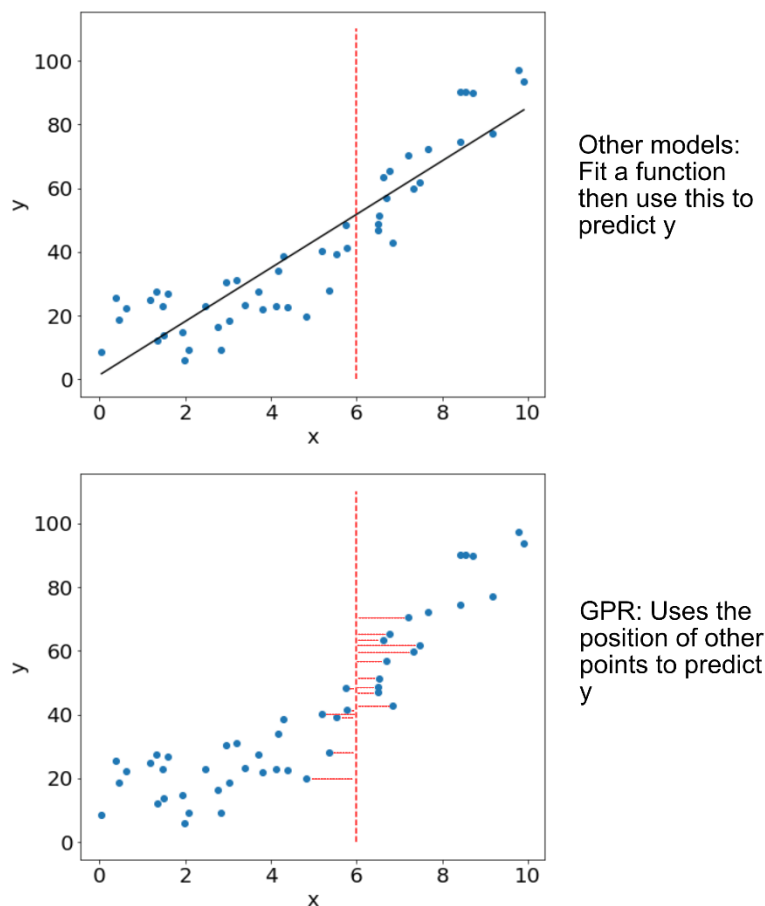 100
80
60
40
20
0
y
0 2 4 6 8 10
x
Other models:
Fit a function
then use this to
predict y
100
80
60
40
20
0
y
0 2 4 6 8 10
x
GPR: Uses the
position of other
points to predict
y